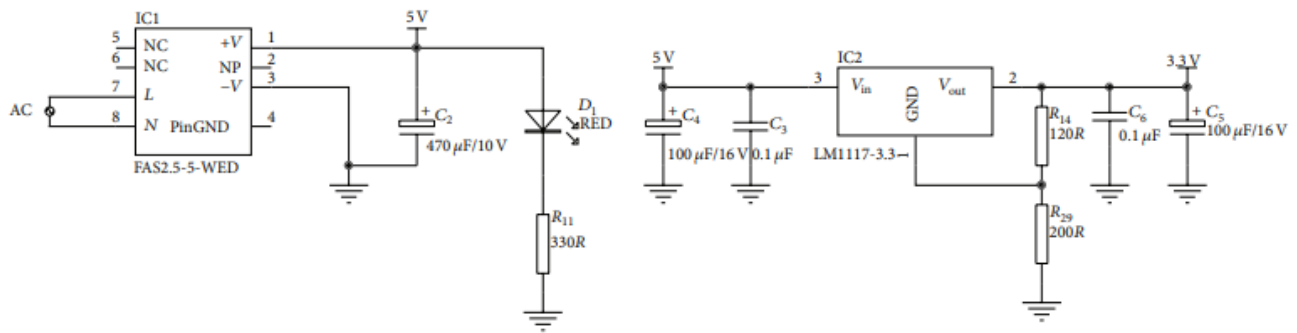 IC1
5 NC +V 1
6 NC NP 2
7 L −V 3
8 N PinGND 4
AC
FAS2.5-5-WED
5 V
+ C2
470 μF/10 V
D1
RED
R11
330R
5 V
+ C4
100 μF/16 V
C3
0.1 μF
IC2
3 Vin Vout 2
GND
LM1117-3.3 1
R14
120R
R29
200R
C6
0.1 μF
3.3 V
+ C5
100 μF/16 V